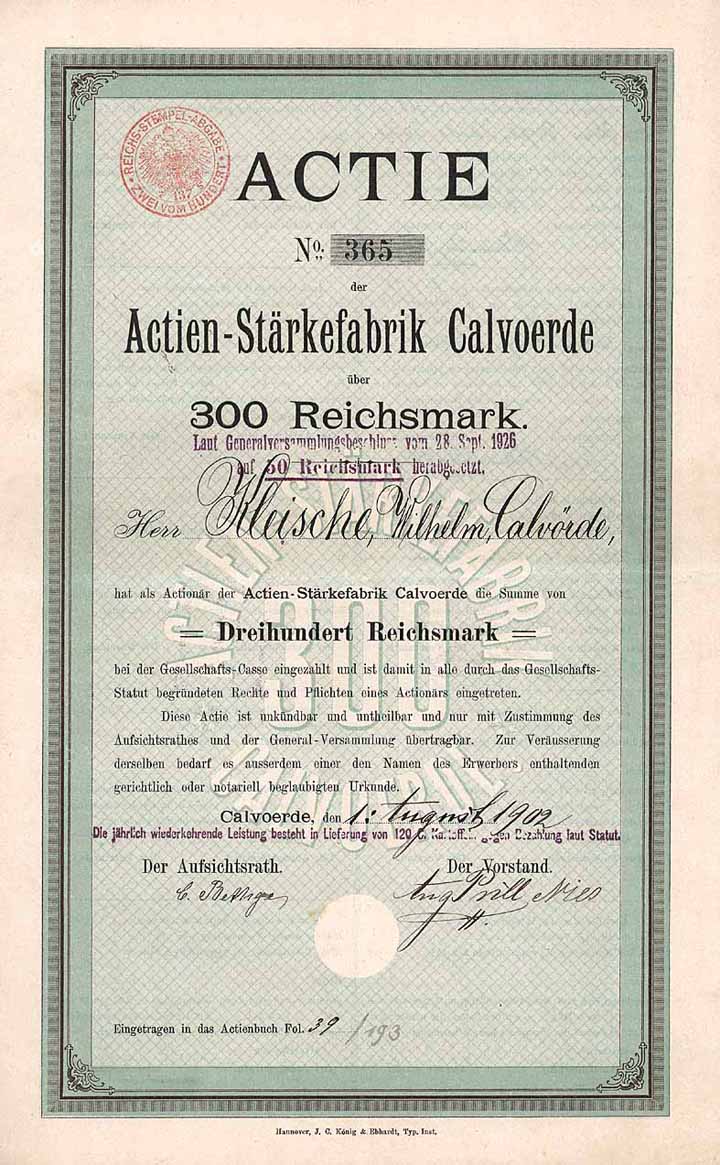 REICHS-STEMPEL-ABGABE
ZWEI VOM HUNDERT
ACTIE
No. 365
der
Actien-Stärkefabrik Calvoerde
über
300 Reichsmark.
Laut Generalversammlungsbeschluss vom 28. Sept. 1926
auf 50 Reichsmark herabgesetzt.
Herr Kleische, Wilhelm, Calvörde,
hat als Actionär der Actien-Stärkefabrik Calvoerde die Summe von
= Dreihundert Reichsmark =
bei der Gesellschafts-Casse eingezahlt und ist damit in alle durch das Gesellschafts-
Statut begründeten Rechte und Pflichten eines Actionärs eingetreten.
Diese Actie ist unkündbar und untheilbar und nur mit Zustimmung des
Aufsichtsrathes und der General-Versammlung übertragbar. Zur Veräusserung
derselben bedarf es ausserdem einer den Namen des Erwerbers enthaltenden
gerichtlich oder notariell beglaubigten Urkunde.
Calvoerde, den 1. August 1902
Die jährlich wiederkehrende Leistung besteht in Lieferung von 120 C. Kartoffeln gegen Bezahlung laut Statut.
Der Aufsichtsrath. Der Vorstand.
Aug Prill Nies
Eingetragen in das Actienbuch Fol. 39 /193
Hannover, J. C. König & Ebhardt, Typ. Inst.